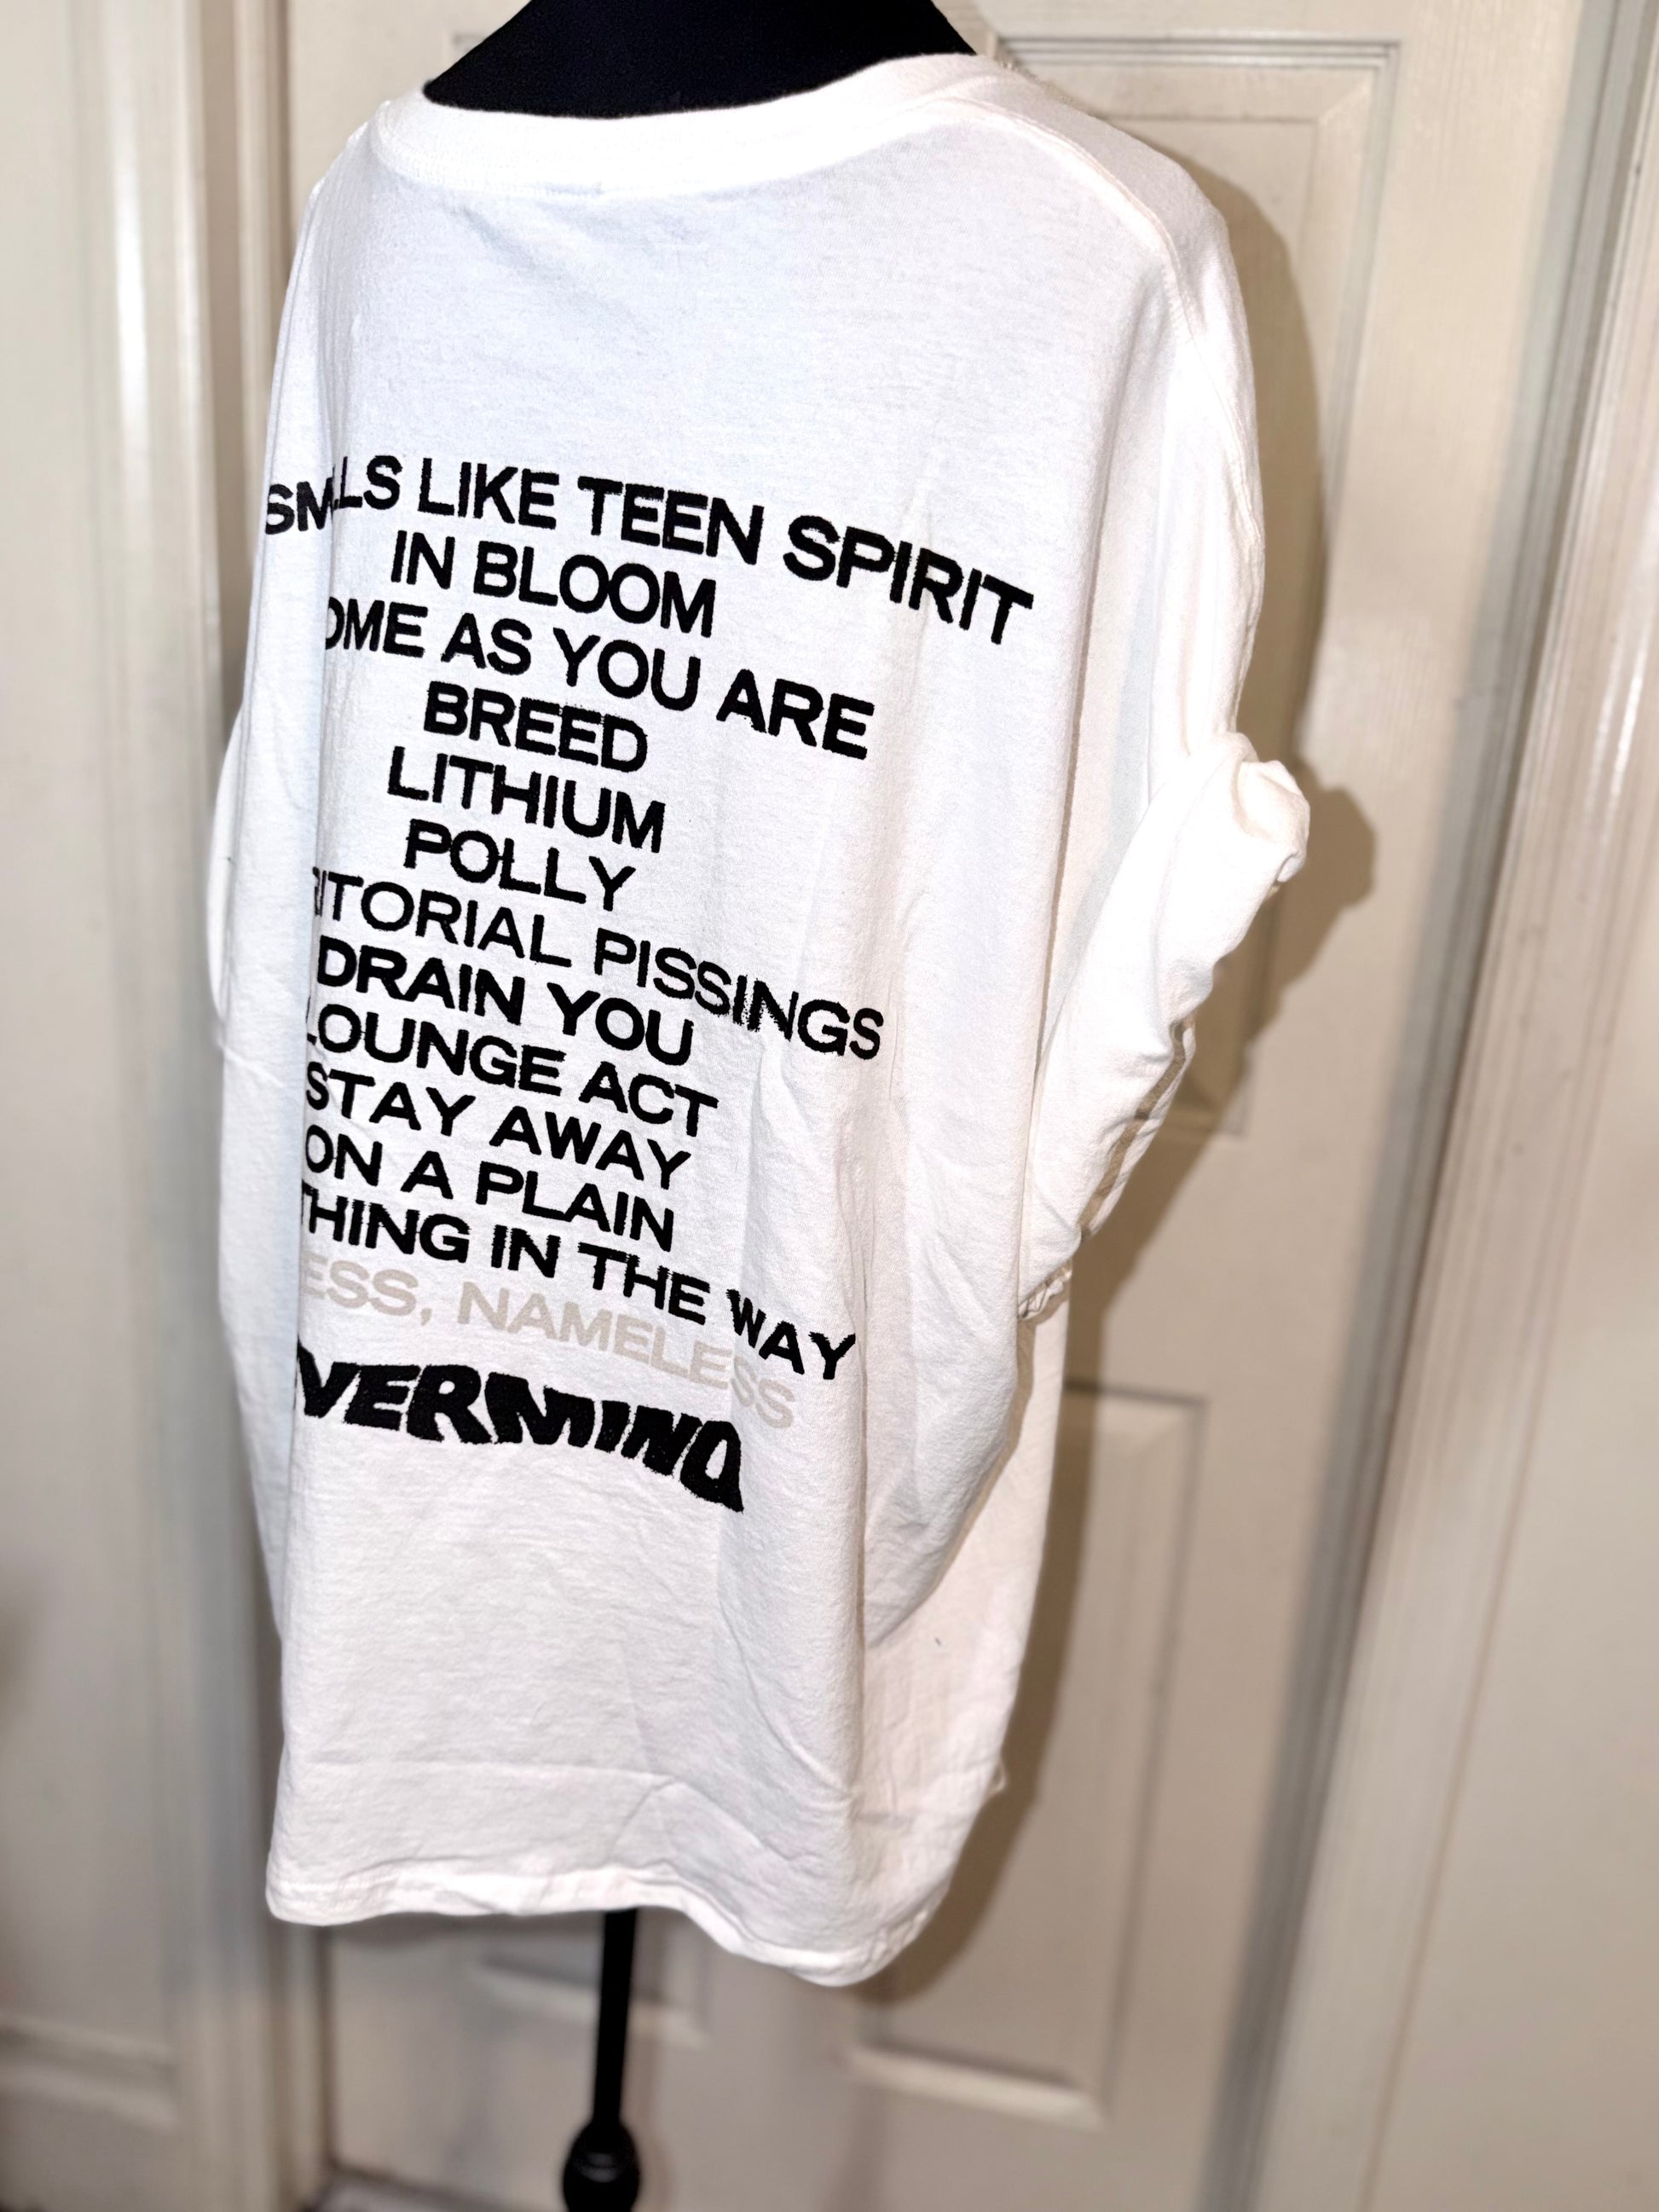 SMELLS LIKE TEEN SPIRIT
IN BLOOM
OME AS YOU ARE
BREED
LITHIUM
POLLY
RITORIAL PISSINGS
DRAIN YOU
LOUNGE ACT
STAY AWAY
ON A PLAIN
THING IN THE WAY
ESS, NAMELESS
VERMIND